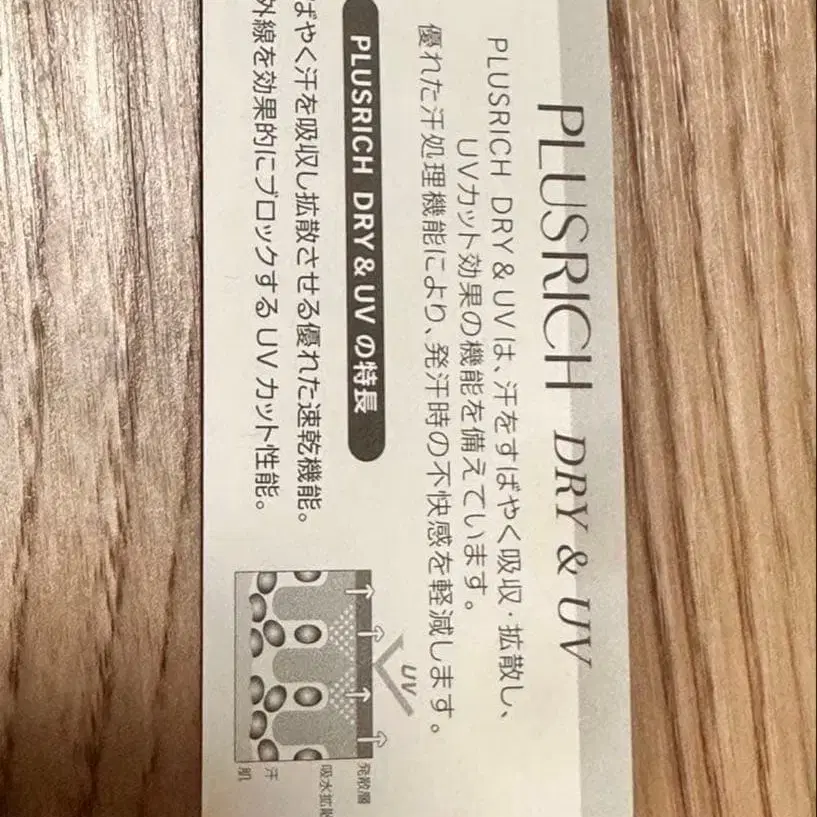 PLUSRICH DRY & UV
PLUSRICH DRY&UVは、汗をすばやく吸収・拡散し、
UVカット効果の機能を備えています。
優れた汗処理機能により、発汗時の不快感を軽減します。
PLUSRICH DRY&UVの特長
ばやく汗を吸収し拡散させる優れた速乾機能。
外線を効果的にブロックするUVカット性能。
UV
発散層
吸水拡散
汗
肌